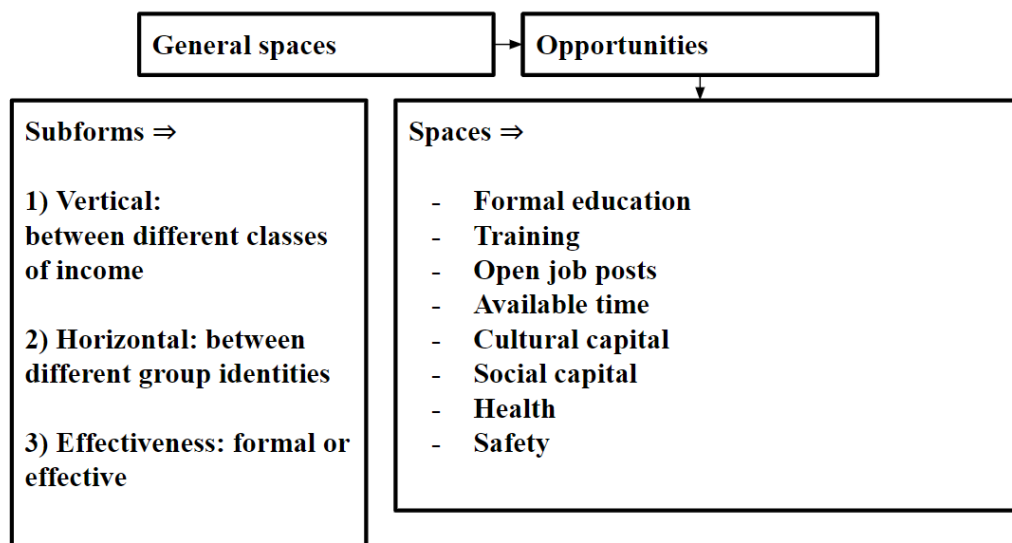 General spaces
Opportunities
Subforms ⇒
1) Vertical:
between different classes
of income
2) Horizontal: between
different group identities
3) Effectiveness: formal or
effective
Spaces ⇒
- Formal education
- Training
- Open job posts
- Available time
- Cultural capital
- Social capital
- Health
- Safety